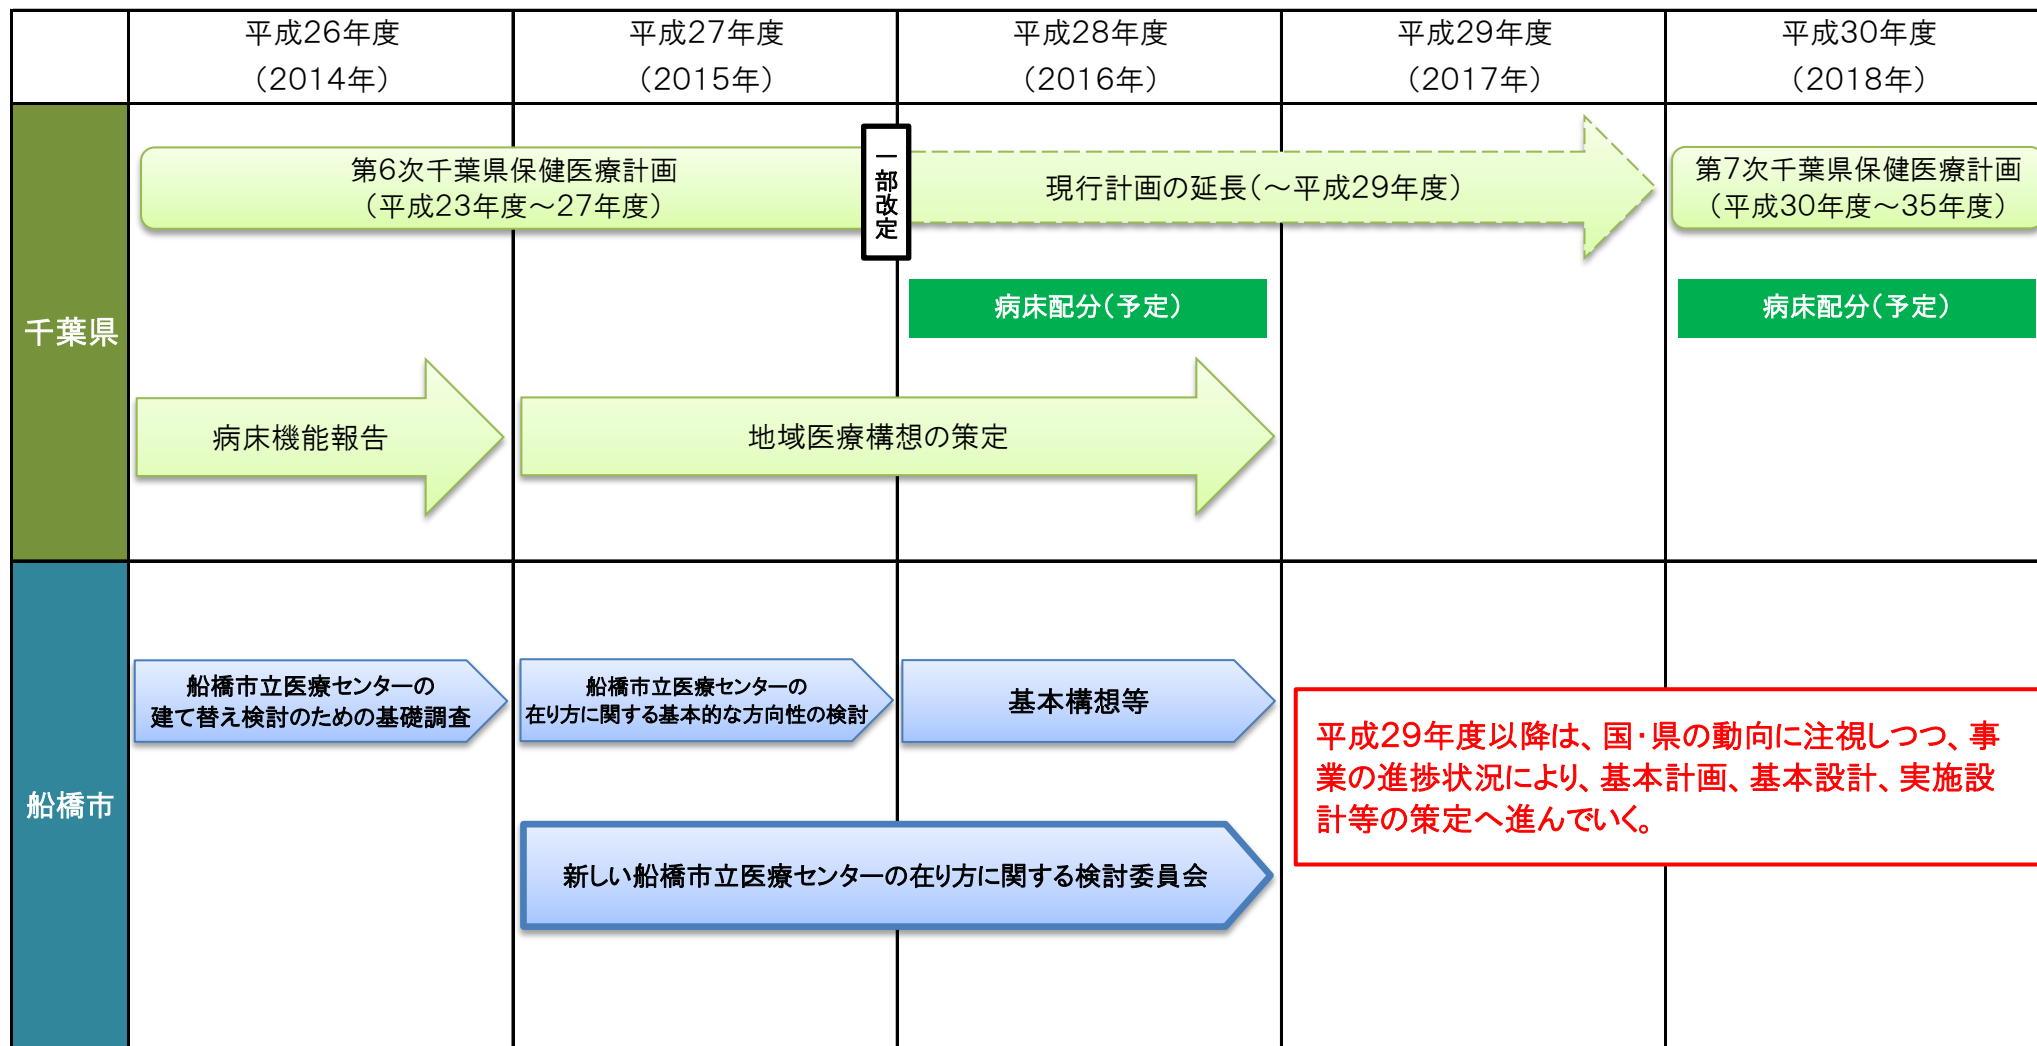 平成26年度
（2014年）
平成27年度
（2015年）
平成28年度
（2016年）
平成29年度
（2017年）
平成30年度
（2018年）
千葉県
第6次千葉県保健医療計画
（平成23年度～27年度）
一部改定
現行計画の延長（～平成29年度）
第7次千葉県保健医療計画
（平成30年度～35年度）
病床配分（予定）
病床配分（予定）
病床機能報告
地域医療構想の策定
船橋市
船橋市立医療センターの
建て替え検討のための基礎調査
船橋市立医療センターの
在り方に関する基本的な方向性の検討
基本構想等
平成29年度以降は、国・県の動向に注視しつつ、事
業の進捗状況により、基本計画、基本設計、実施設
計等の策定へ進んでいく。
新しい船橋市立医療センターの在り方に関する検討委員会